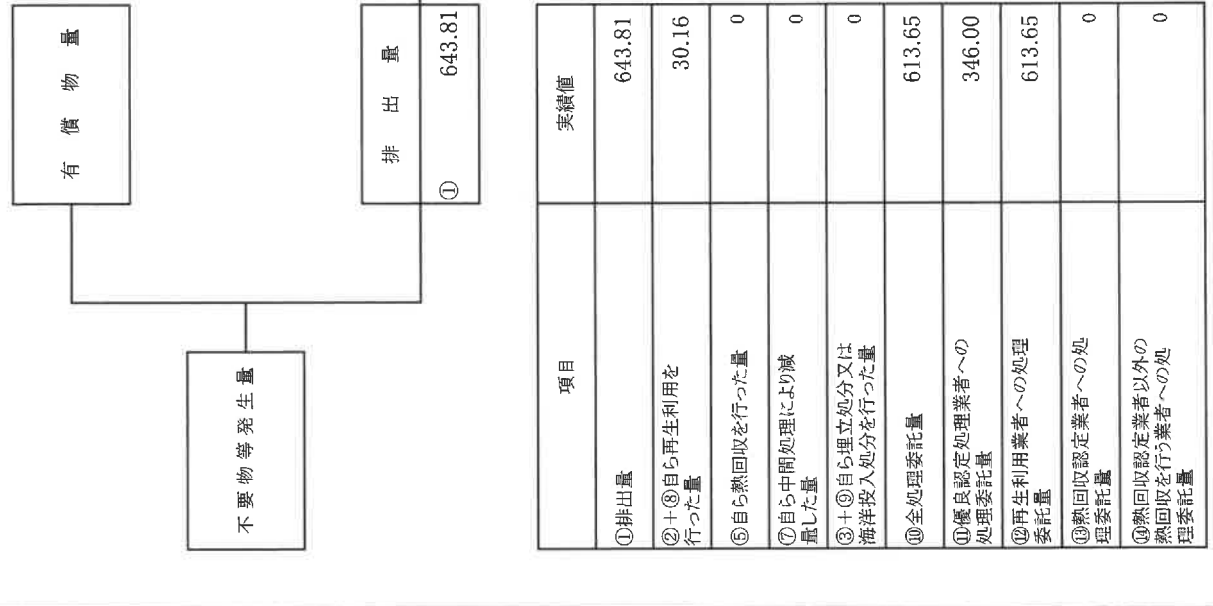 不要物等発生量
有償物量
排出量
① 643.81
項目 実績値
①排出量 643.81
②＋⑧自ら再生利用を
行った量 30.16
⑤自ら熱回収を行った量 0
⑦自ら中間処理により減
量した量 0
③＋⑨自ら埋立処分又は
海洋投入処分を行った量 0
⑩全処理委託量 613.65
⑪優良認定処理業者への
処理委託量 346.00
⑫再生利用業者への処理
委託量 613.65
⑬熱回収認定業者への処
理委託量 0
⑭熱回収認定業者以外の
熱回収を行う業者への処
理委託量 0